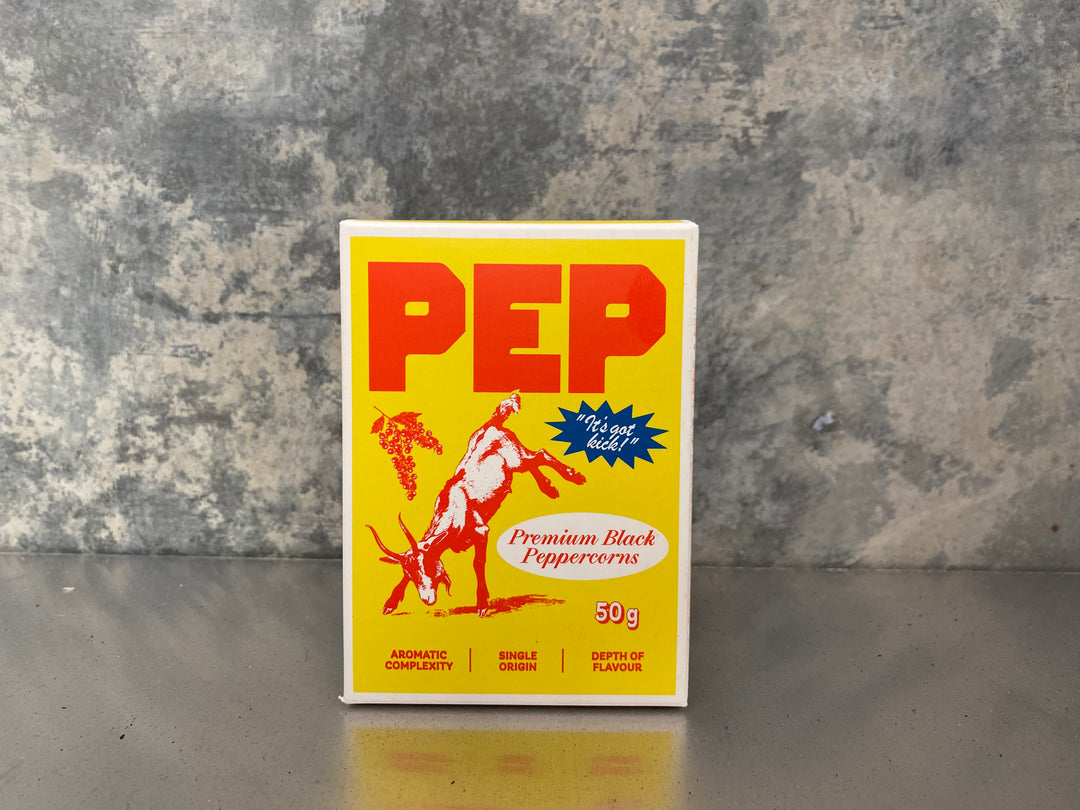 PEP
"It's got
kick!"
Premium Black
Peppercorns
50g
AROMATIC
COMPLEXITY
SINGLE
ORIGIN
DEPTH OF
FLAVOUR